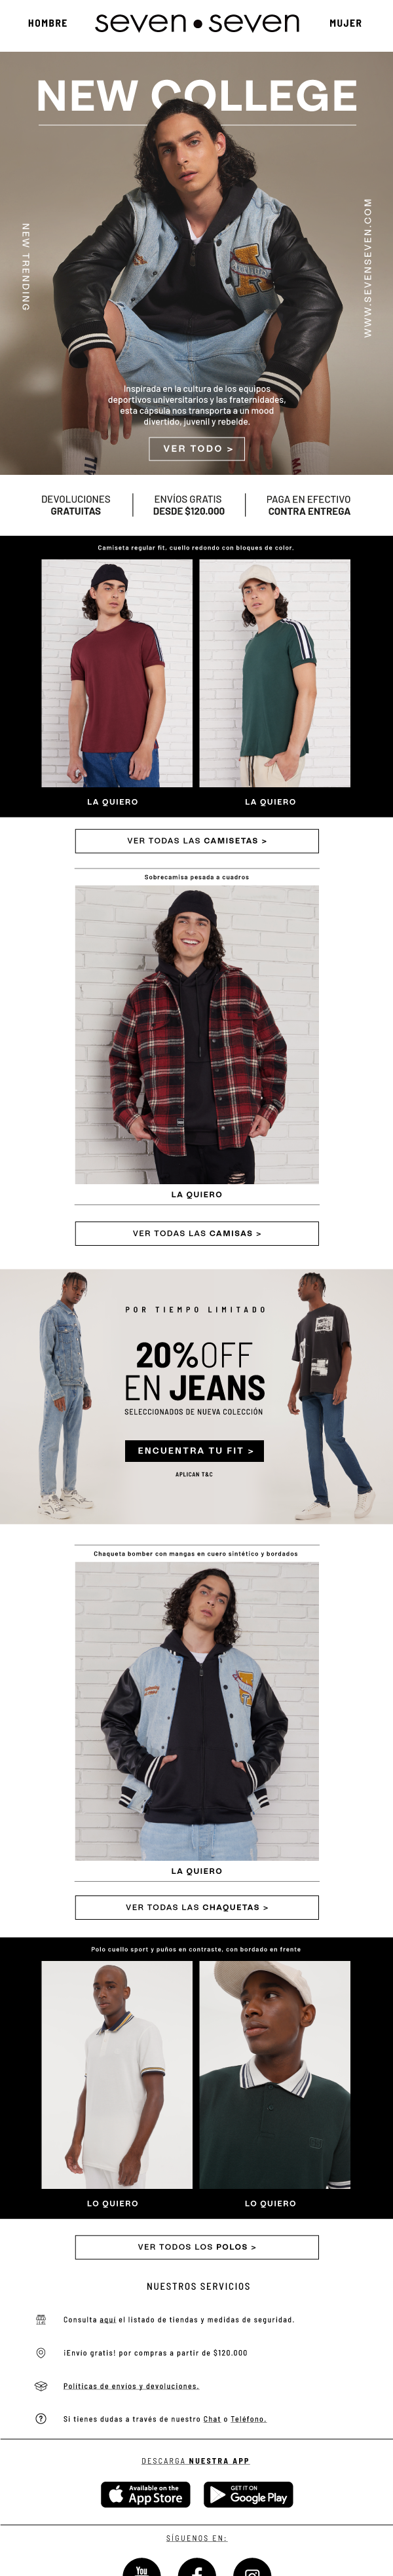 HOMBRE
seven•seven
MUJER
NEW COLLEGE
NEW TRENDING
WWW.SEVENSEVEN.COM
Inspirada en la cultura de los equipos
deportivos universitarios y las fraternidades,
esta cápsula nos transporta a un mood
divertido, juvenil y rebelde.
VER TODO >
DEVOLUCIONES
GRATUITAS
ENVÍOS GRATIS
DESDE $120.000
PAGA EN EFECTIVO
CONTRA ENTREGA
Camiseta regular fit, cuello redondo con bloques de color.
LA QUIERO
LA QUIERO
VER TODAS LAS CAMISETAS >
Sobrecamisa pesada a cuadros
LA QUIERO
VER TODAS LAS CAMISAS >
POR TIEMPO LIMITADO
20%OFF
EN JEANS
SELECCIONADOS DE NUEVA COLECCIÓN
ENCUENTRA TU FIT >
APLICAN T&C
Chaqueta bomber con mangas en cuero sintético y bordados
LA QUIERO
VER TODAS LAS CHAQUETAS >
Polo cuello sport y puños en contraste, con bordado en frente
LO QUIERO
LO QUIERO
VER TODOS LOS POLOS >
NUESTROS SERVICIOS
Consulta aquí el listado de tiendas y medidas de seguridad.
¡Envío gratis! por compras a partir de $120.000
Políticas de envíos y devoluciones.
Si tienes dudas a través de nuestro Chat o Teléfono.
DESCARGA NUESTRA APP
Available on the
App Store
GET IT ON
Google Play
SÍGUENOS EN:
You